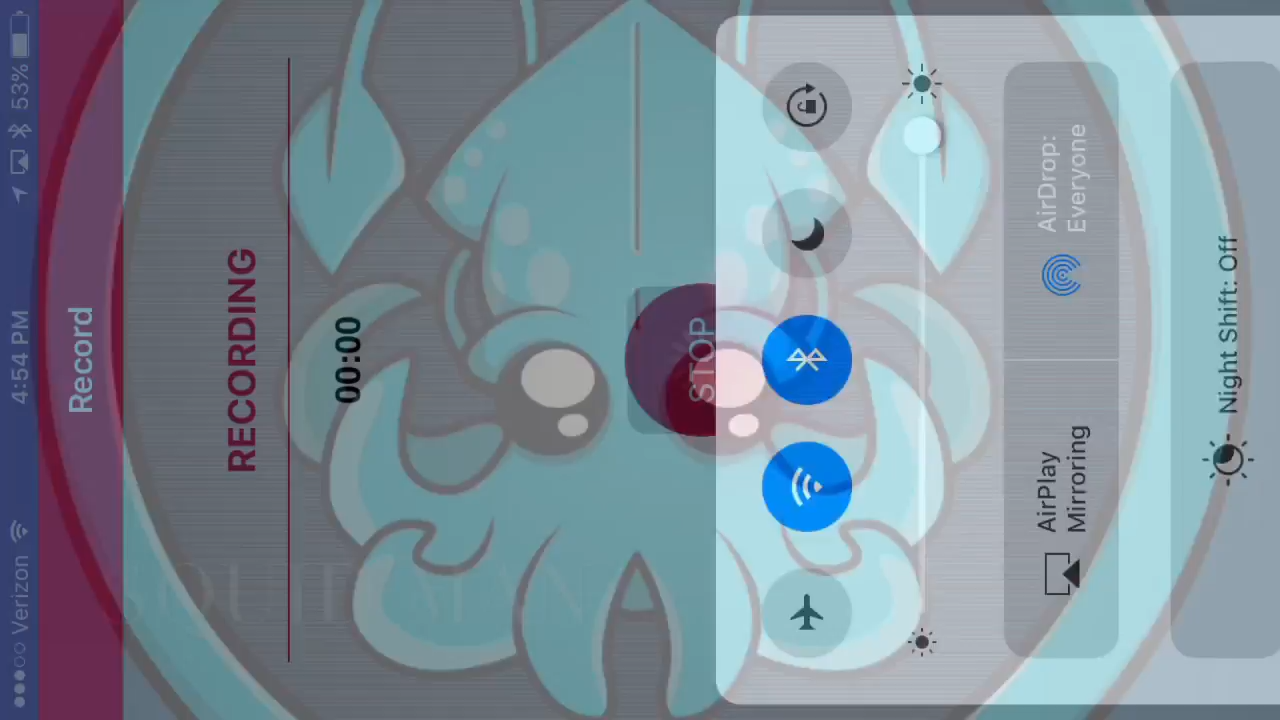 Verizon
4:54 PM
53%
Record
RECORDING
00:00
STOP
AirPlay
Mirroring
AirDrop:
Everyone
Night Shift: Off